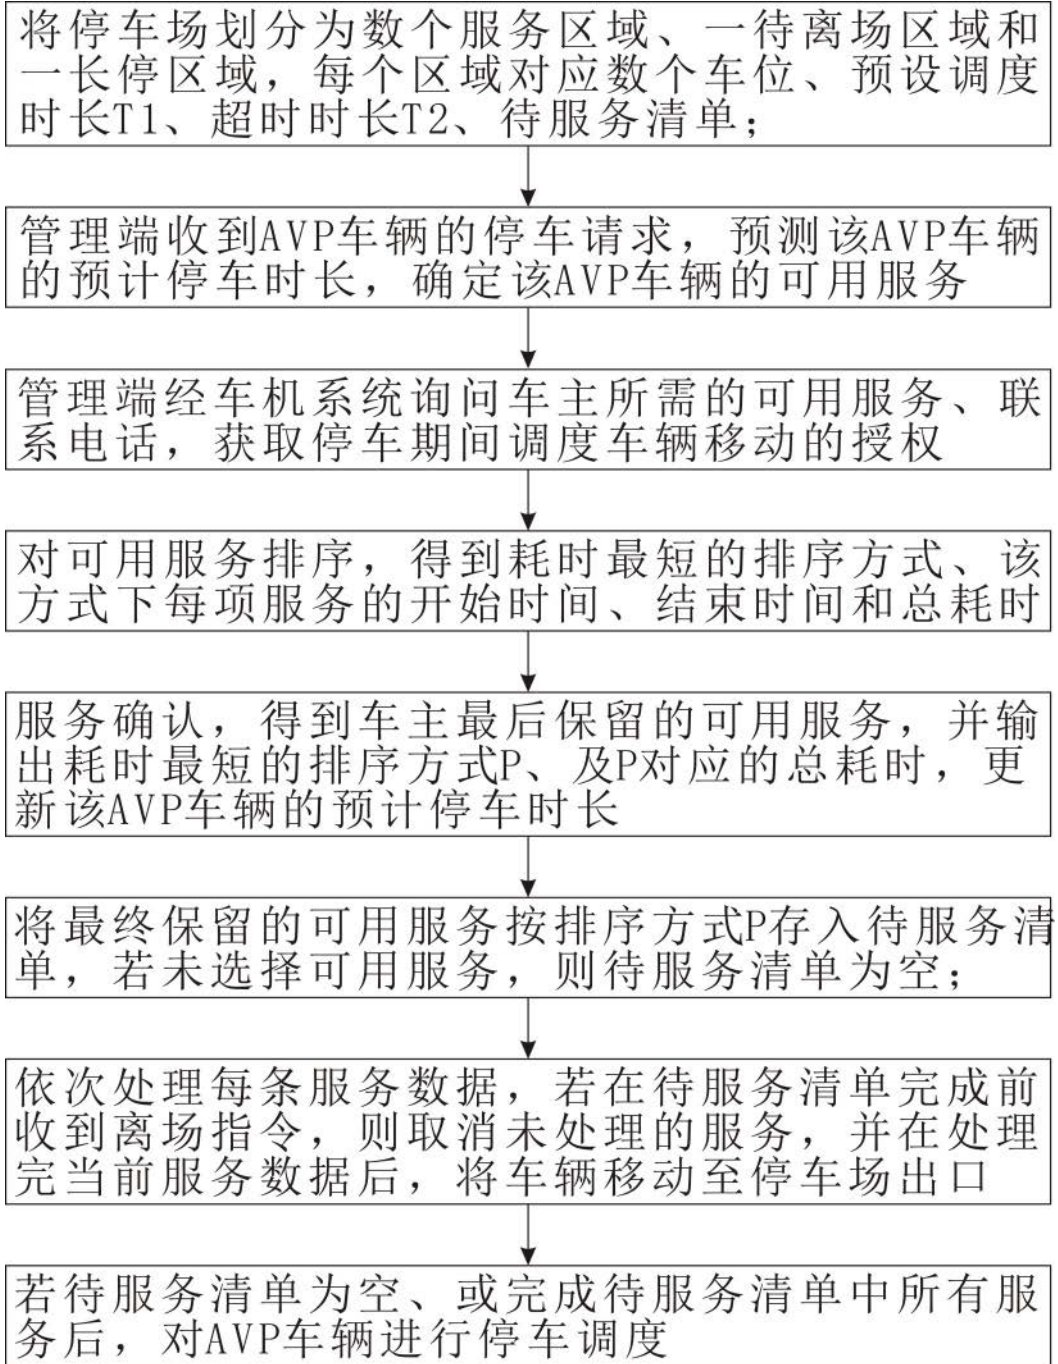 将停车场划分为数个服务区域、一待离场区域和
一长停区域，每个区域对应数个车位、预设调度
时长T1、超时时长T2、待服务清单；
管理端收到AVP车辆的停车请求，预测该AVP车辆
的预计停车时长，确定该AVP车辆的可用服务
管理端经车机系统询问车主所需的可用服务、联
系电话，获取停车期间调度车辆移动的授权
对可用服务排序，得到耗时最短的排序方式、该
方式下每项服务的开始时间、结束时间和总耗时
服务确认，得到车主最后保留的可用服务，并输
出耗时最短的排序方式P、及P对应的总耗时，更
新该AVP车辆的预计停车时长
将最终保留的可用服务按排序方式P存入待服务清
单，若未选择可用服务，则待服务清单为空；
依次处理每条服务数据，若在待服务清单完成前
收到离场指令，则取消未处理的服务，并在处理
完当前服务数据后，将车辆移动至停车场出口
若待服务清单为空、或完成待服务清单中所有服
务后，对AVP车辆进行停车调度